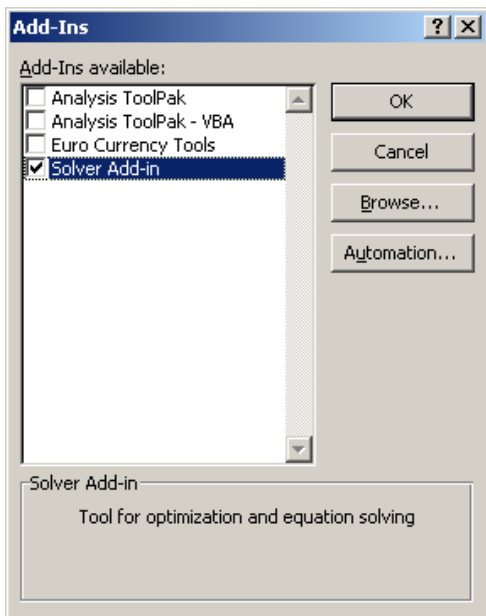 Add-Ins
Add-Ins available:
Analysis ToolPak
Analysis ToolPak - VBA
Euro Currency Tools
Solver Add-in
OK
Cancel
Browse...
Automation...
Solver Add-in
Tool for optimization and equation solving